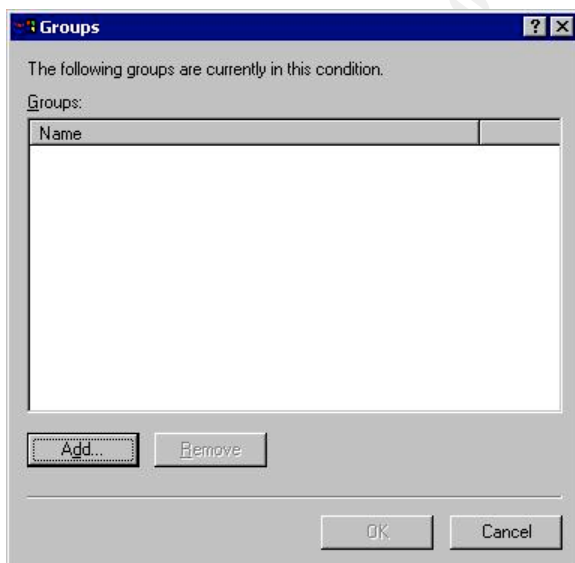 Groups
The following groups are currently in this condition.
Groups:
Name
Add...
Remove
OK
Cancel